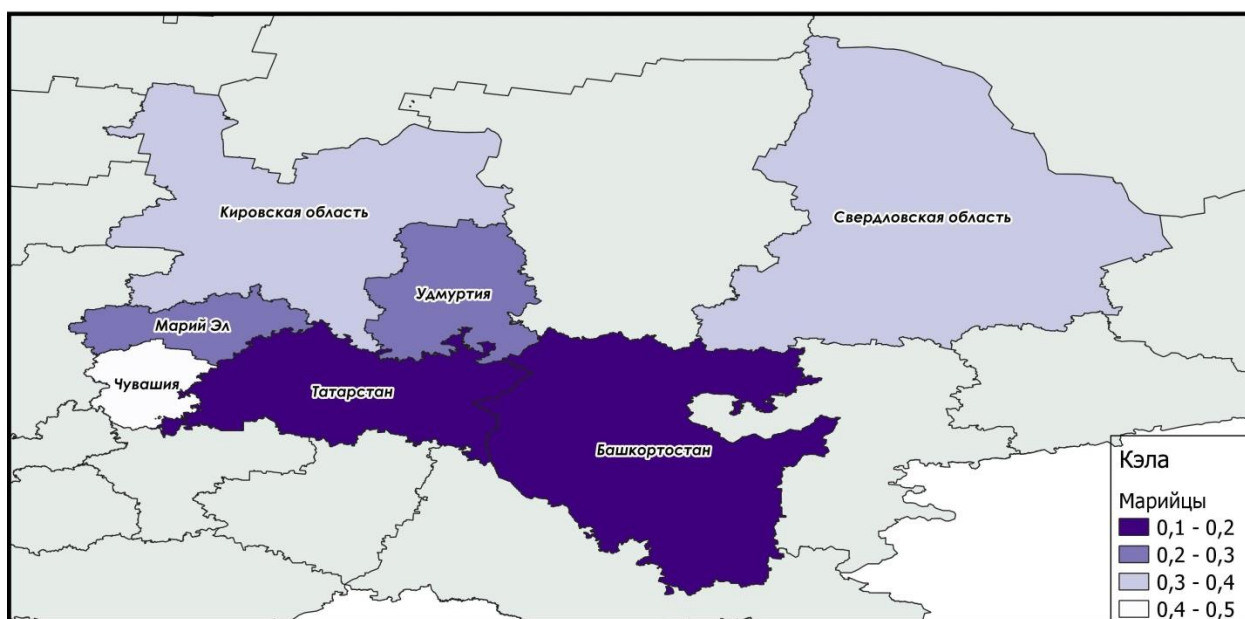 Кировская область
Свердловская область
Удмуртия
Марий Эл
Чувашия
Татарстан
Башкортостан
Кэла
Марийцы
0,1 - 0,2
0,2 - 0,3
0,3 - 0,4
0,4 - 0,5